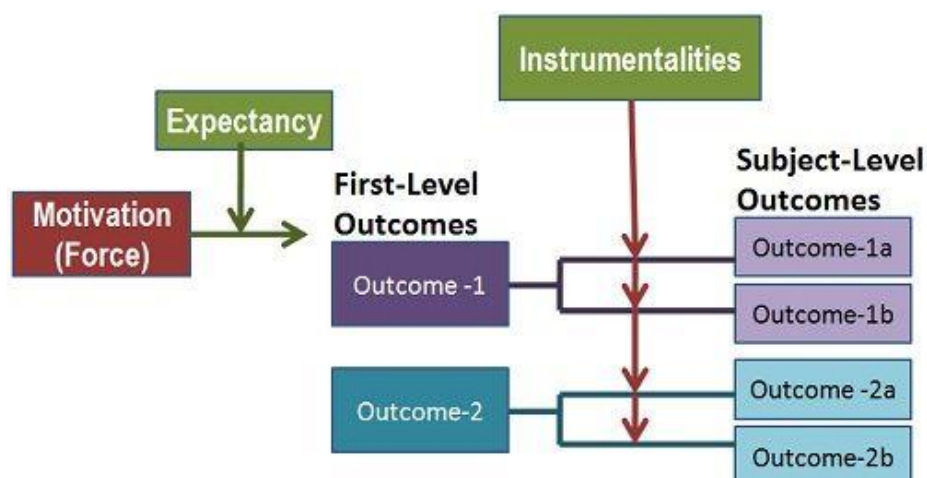 Instrumentalities
Expectancy
Motivation
(Force)
First-Level
Outcomes
Subject-Level
Outcomes
Outcome -1
Outcome-1a
Outcome-1b
Outcome-2
Outcome -2a
Outcome-2b